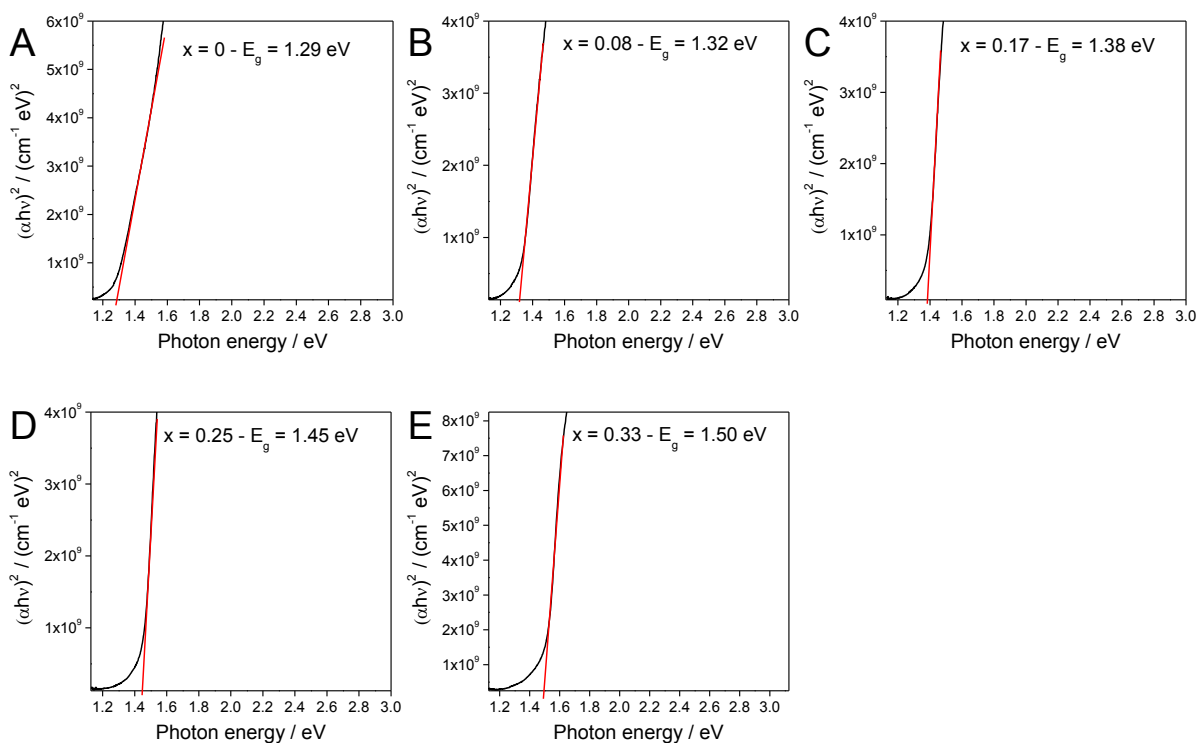 A
x = 0 - E_g = 1.29 eV
6x10⁹
5x10⁹
4x10⁹
3x10⁹
2x10⁹
1x10⁹
(αhν)² / (cm⁻¹ eV)²
1.2 1.4 1.6 1.8 2.0 2.2 2.4 2.6 2.8 3.0
Photon energy / eV
B
x = 0.08 - E_g = 1.32 eV
4x10⁹
3x10⁹
2x10⁹
1x10⁹
(αhν)² / (cm⁻¹ eV)²
1.2 1.4 1.6 1.8 2.0 2.2 2.4 2.6 2.8 3.0
Photon energy / eV
C
x = 0.17 - E_g = 1.38 eV
4x10⁹
3x10⁹
2x10⁹
1x10⁹
(αhν)² / (cm⁻¹ eV)²
1.2 1.4 1.6 1.8 2.0 2.2 2.4 2.6 2.8 3.0
Photon energy / eV
D
x = 0.25 - E_g = 1.45 eV
4x10⁹
3x10⁹
2x10⁹
1x10⁹
(αhν)² / (cm⁻¹ eV)²
1.2 1.4 1.6 1.8 2.0 2.2 2.4 2.6 2.8 3.0
Photon energy / eV
E
x = 0.33 - E_g = 1.50 eV
8x10⁹
7x10⁹
6x10⁹
5x10⁹
4x10⁹
3x10⁹
2x10⁹
1x10⁹
(αhν)² / (cm⁻¹ eV)²
1.2 1.4 1.6 1.8 2.0 2.2 2.4 2.6 2.8 3.0
Photon energy / eV